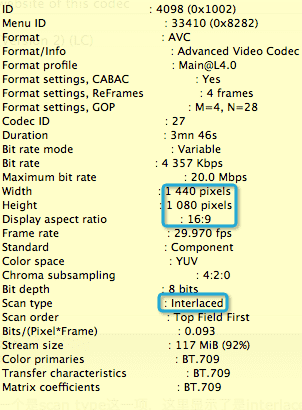 ID : 4098 (0x1002)
Menu ID : 33410 (0x8282)
Format : AVC
Format/Info : Advanced Video Codec
Format profile : Main@L4.0
Format settings, CABAC : Yes
Format settings, ReFrames : 4 frames
Format settings, GOP : M=4, N=28
Codec ID : 27
Duration : 3mn 46s
Bit rate mode : Variable
Bit rate : 4 357 Kbps
Maximum bit rate : 20.0 Mbps
Width : 1 440 pixels
Height : 1 080 pixels
Display aspect ratio : 16:9
Frame rate : 29.970 fps
Standard : Component
Color space : YUV
Chroma subsampling : 4:2:0
Bit depth : 8 bits
Scan type : Interlaced
Scan order : Top Field First
Bits/(Pixel*Frame) : 0.093
Stream size : 117 MiB (92%)
Color primaries : BT.709
Transfer characteristics : BT.709
Matrix coefficients : BT.709